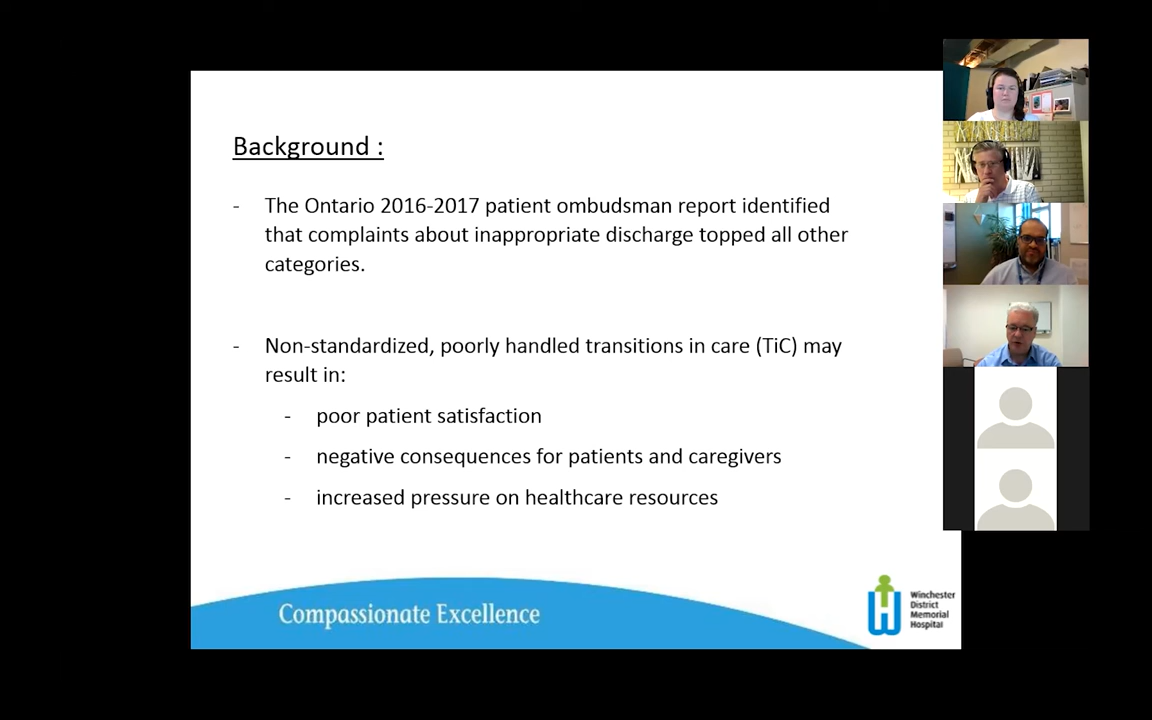 Background :
- The Ontario 2016-2017 patient ombudsman report identified
that complaints about inappropriate discharge topped all other
categories.
- Non-standardized, poorly handled transitions in care (TiC) may
result in:
- poor patient satisfaction
- negative consequences for patients and caregivers
- increased pressure on healthcare resources
Compassionate Excellence
Winchester
District
Memorial
Hospital